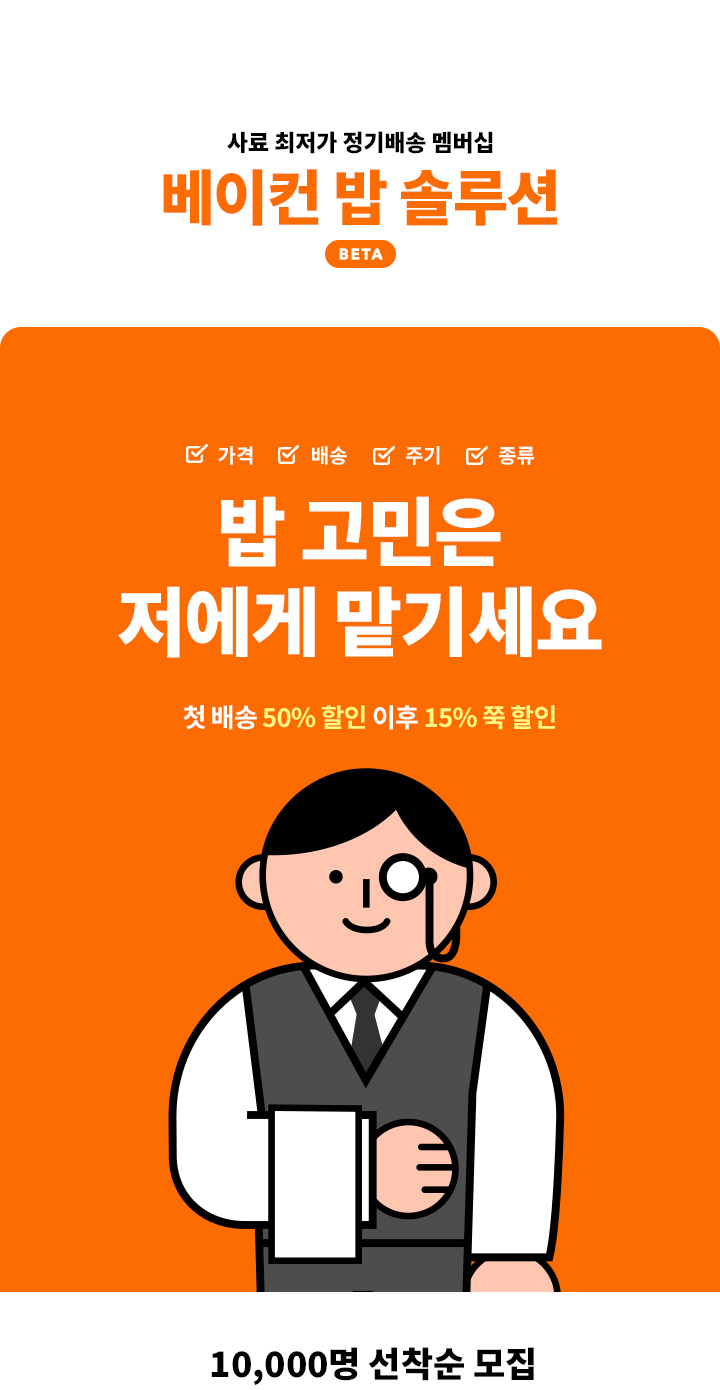 사료 최저가 정기배송 멤버십
베이컨 밥 솔루션
BETA
가격 배송 주기 종류
밥 고민은
저에게 맡기세요
첫 배송 50% 할인 이후 15% 쭉 할인
10,000명 선착순 모집